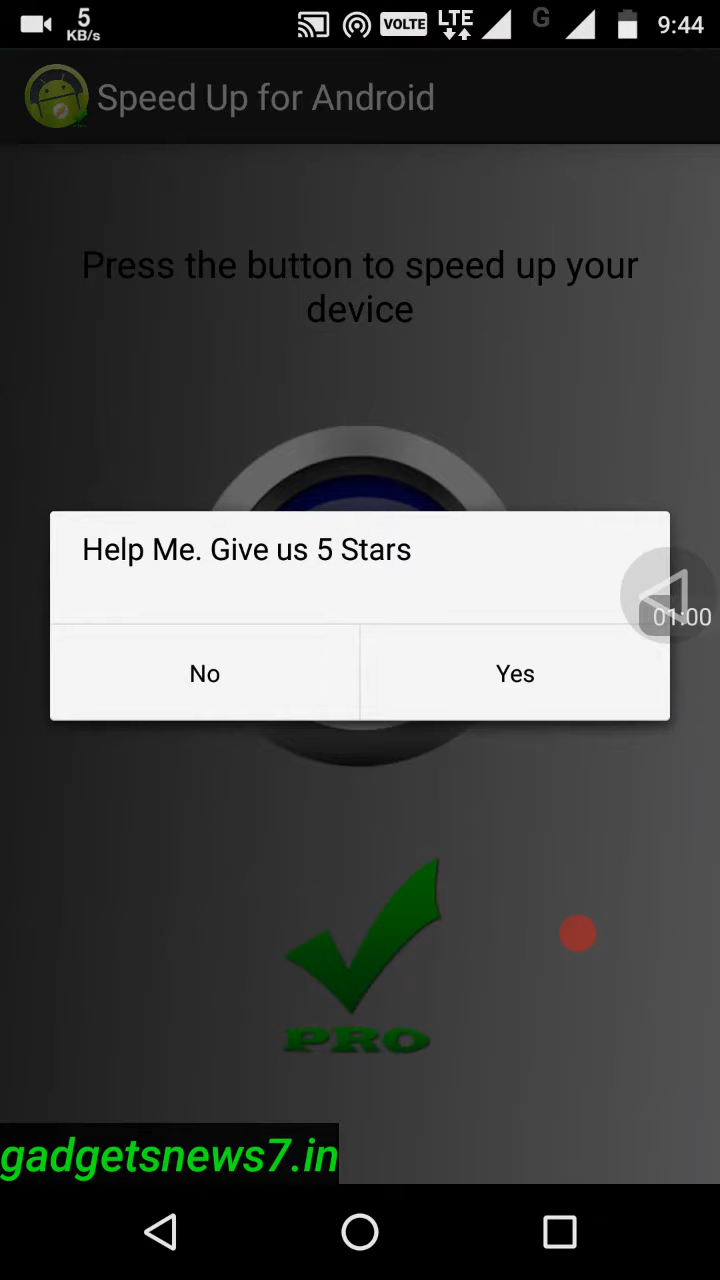 5
KB/s
VOLTE
LTE
G
9:44
Speed Up for Android
Press the button to speed up your
device
Help Me. Give us 5 Stars
01:00
No
Yes
PRO
gadgetsnews7.in